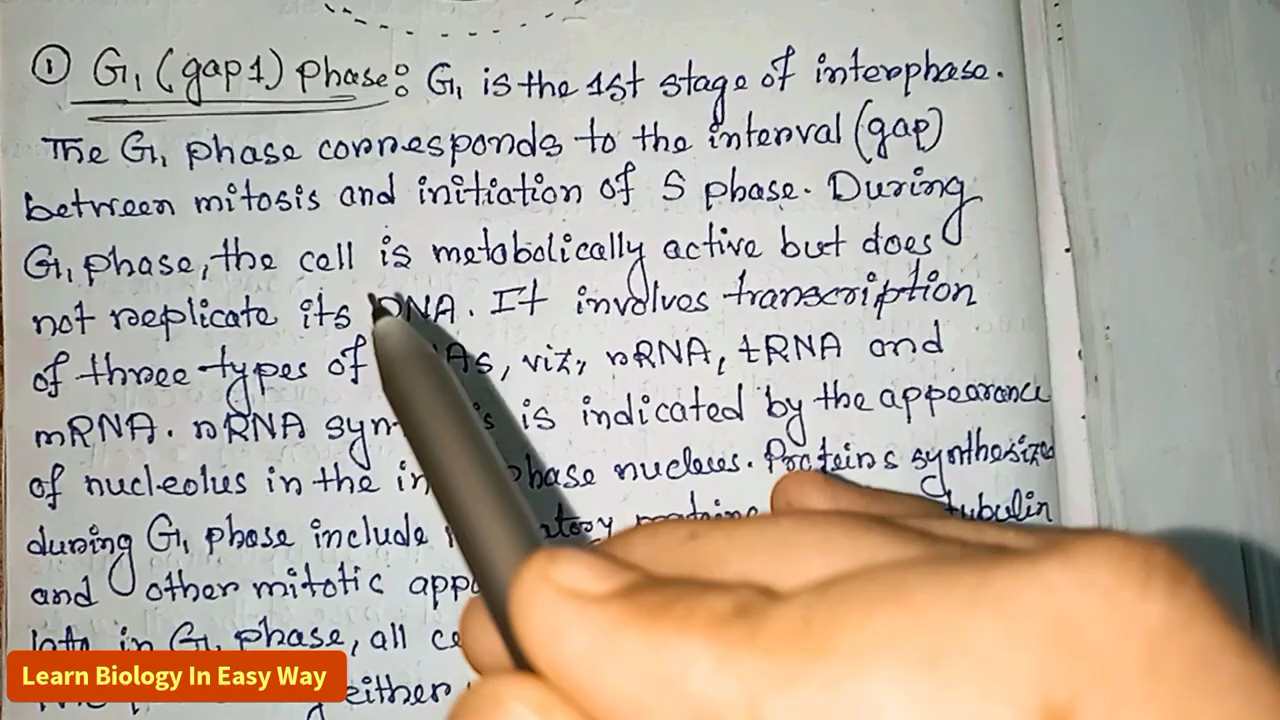 ① G1 (gap1) phase: G1 is the 1st stage of interphase.
The G1 phase corresponds to the interval (gap)
between mitosis and initiation of S phase. During
G1 phase, the cell is metabolically active but does
not replicate its DNA. It involves transcription
of three types of As, viz, rRNA, tRNA and
mRNA. rRNA syn s is indicated by the appearance
of nucleolus in the in phase nucleus. Proteins synthesized
during G1 phase include tory proteins tubulin
and other mitotic app
late in G1 phase, all ce
either
Learn Biology In Easy Way